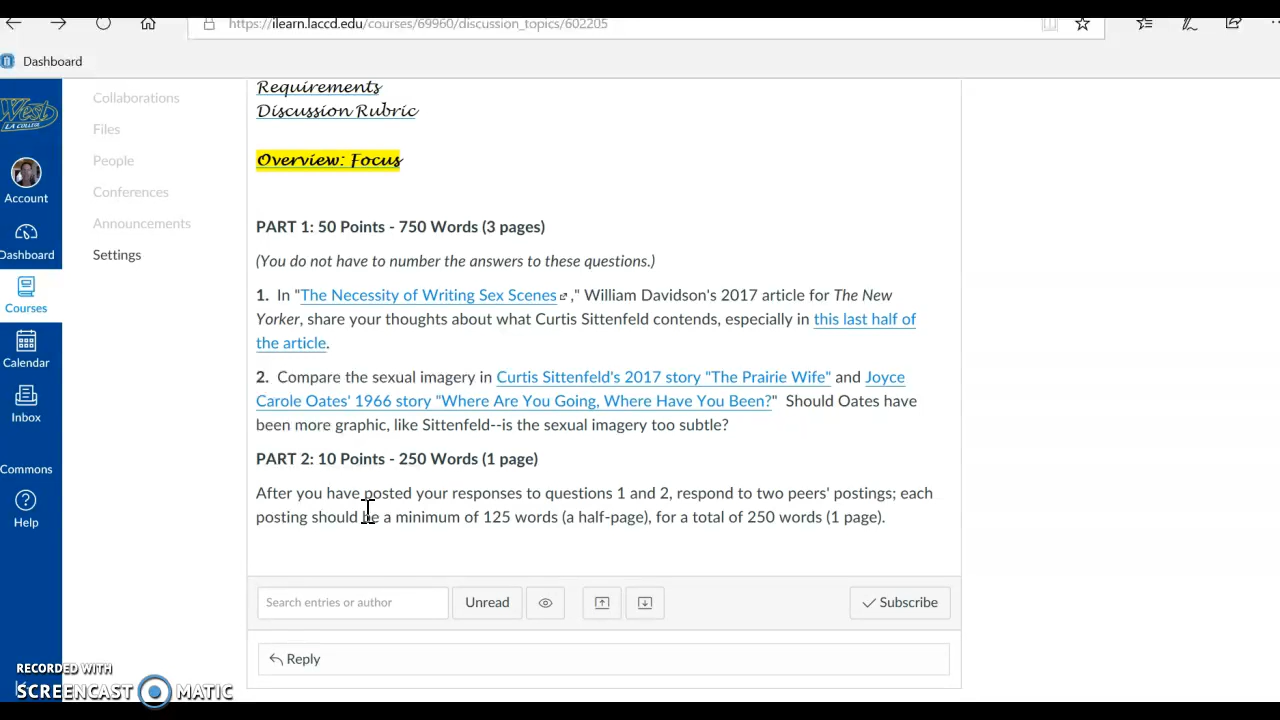 https://ilearn.laccd.edu/courses/69960/discussion_topics/602205
Dashboard
West
L.A. COLLEGE
Account
Dashboard
Courses
Calendar
Inbox
Commons
Help
Collaborations
Files
People
Conferences
Announcements
Settings
Requirements
Discussion Rubric
Overview: Focus
PART 1: 50 Points - 750 Words (3 pages)
(You do not have to number the answers to these questions.)
1. In "The Necessity of Writing Sex Scenes ," William Davidson's 2017 article for The New
Yorker, share your thoughts about what Curtis Sittenfeld contends, especially in this last half of
the article.
2. Compare the sexual imagery in Curtis Sittenfeld's 2017 story "The Prairie Wife" and Joyce
Carole Oates' 1966 story "Where Are You Going, Where Have You Been?" Should Oates have
been more graphic, like Sittenfeld--is the sexual imagery too subtle?
PART 2: 10 Points - 250 Words (1 page)
After you have posted your responses to questions 1 and 2, respond to two peers' postings; each
posting should be a minimum of 125 words (a half-page), for a total of 250 words (1 page).
Search entries or author
Unread
Subscribe
Reply
RECORDED WITH
SCREENCAST MATIC